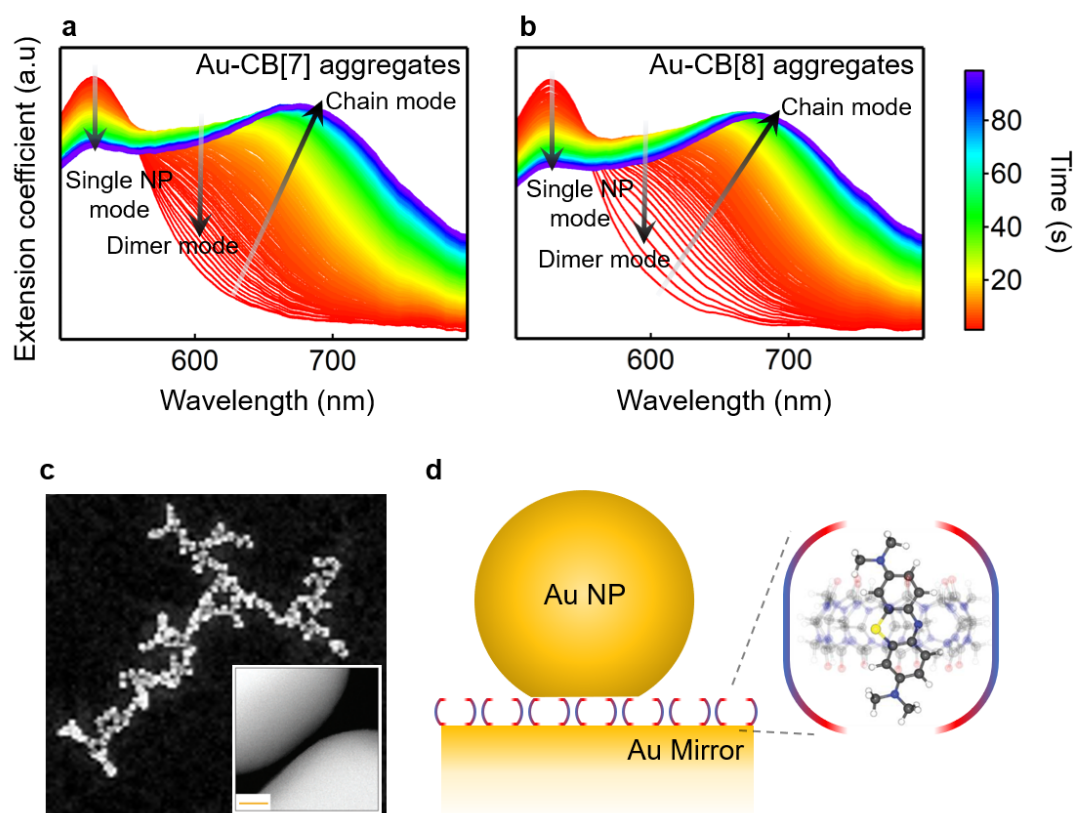 a
Au-CB[7] aggregates
Chain mode
Single NP
mode
Dimer mode
600
700
Wavelength (nm)
Extension coefficient (a.u)
b
Au-CB[8] aggregates
Chain mode
Single NP
mode
Dimer mode
600
700
Wavelength (nm)
80
60
40
20
Time (s)
c
d
Au NP
Au Mirror